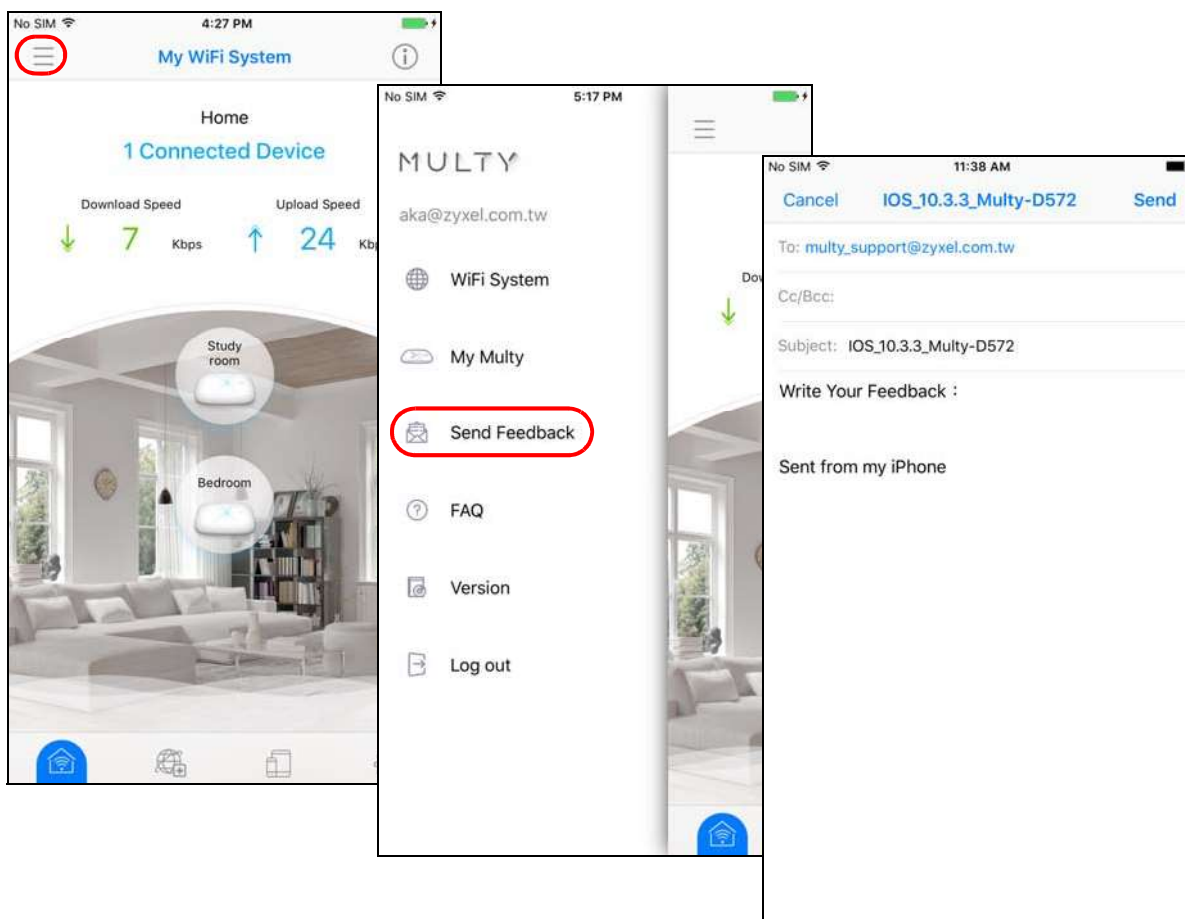 No SIM 4:27 PM
My WiFi System
Home
1 Connected Device
Download Speed Upload Speed
7 Kbps 24
Study
room
Bedroom
No SIM 5:17 PM
MULTY
aka@zyxel.com.tw
WiFi System
My Multy
Send Feedback
FAQ
Version
Log out
No SIM 11:38 AM
Cancel IOS_10.3.3_Multy-D572 Send
To: multy_support@zyxel.com.tw
Cc/Bcc:
Subject: IOS_10.3.3_Multy-D572
Write Your Feedback :
Sent from my iPhone